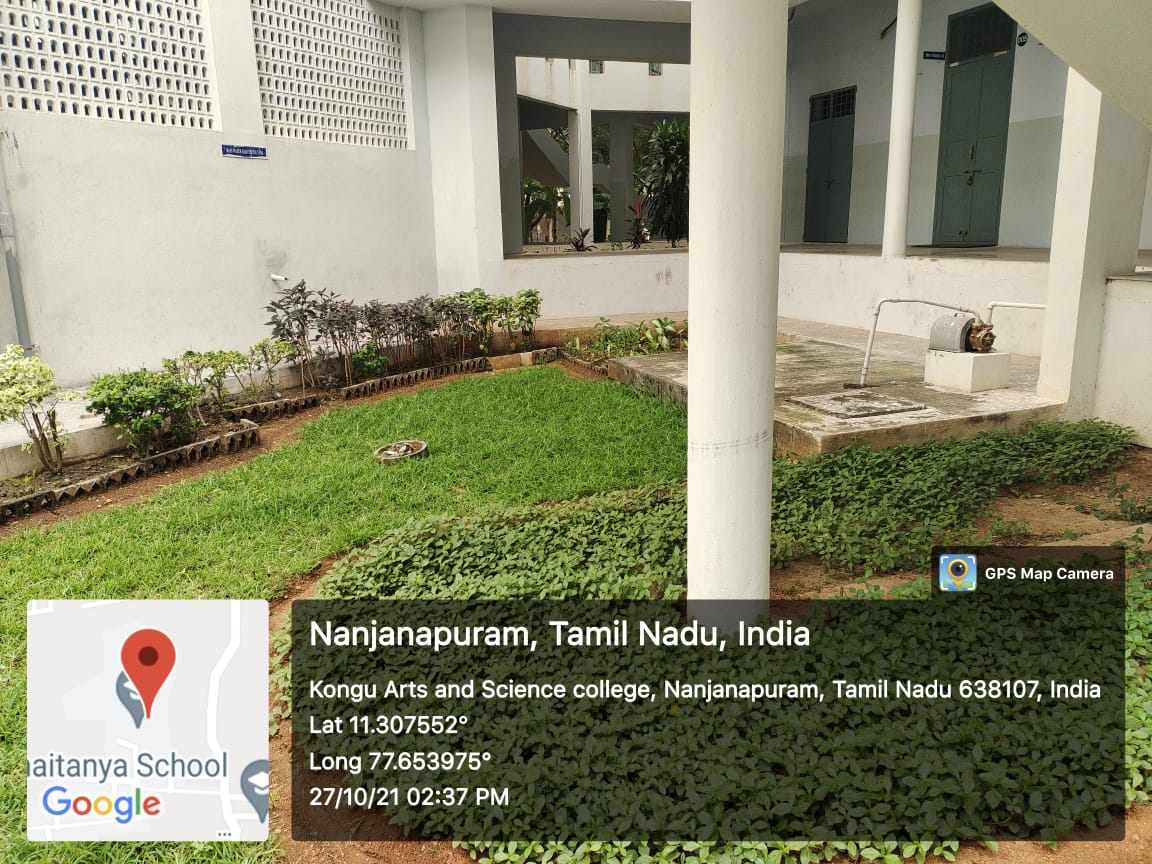 GPS Map Camera
Nanjanapuram, Tamil Nadu, India
Kongu Arts and Science college, Nanjanapuram, Tamil Nadu 638107, India
Lat 11.307552°
Long 77.653975°
27/10/21 02:37 PM
aitanya School
Google